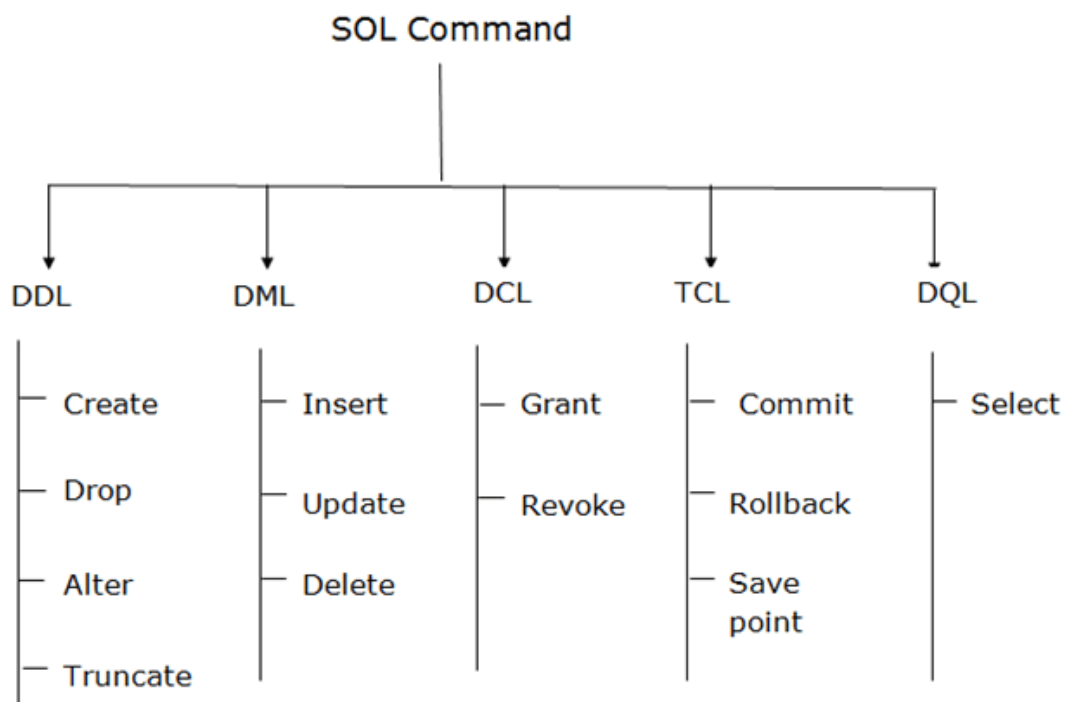 SOL Command
DDL
DML
DCL
TCL
DQL
Create
Drop
Alter
Truncate
Insert
Update
Delete
Grant
Revoke
Commit
Rollback
Save
point
Select